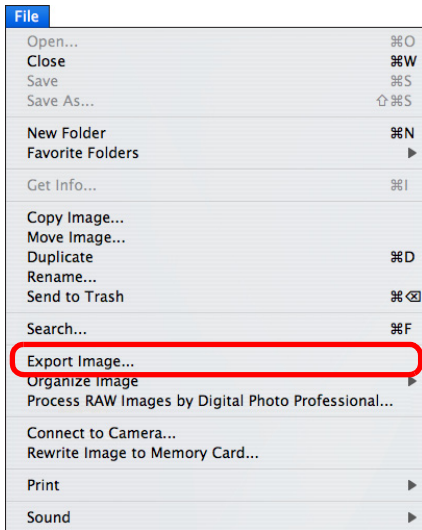 File
Open... ⌘O
Close ⌘W
Save ⌘S
Save As... ⇧⌘S
New Folder ⌘N
Favorite Folders ▶
Get Info... ⌘I
Copy Image...
Move Image...
Duplicate ⌘D
Rename...
Send to Trash ⌘⌫
Search... ⌘F
Export Image...
Organize Image ▶
Process RAW Images by Digital Photo Professional...
Connect to Camera...
Rewrite Image to Memory Card...
Print ▶
Sound ▶